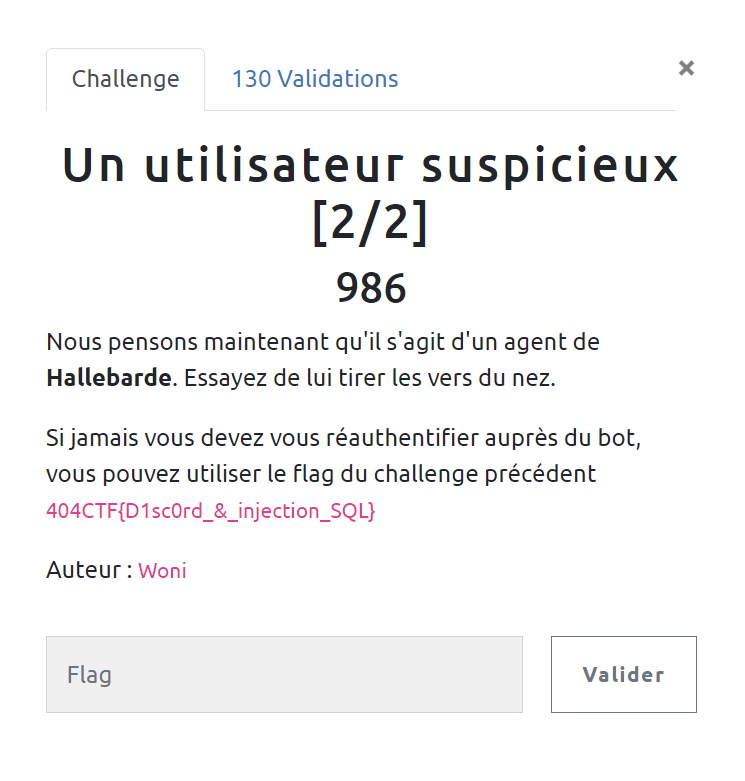 Challenge
130 Validations
×
Un utilisateur suspicieux
[2/2]
986
Nous pensons maintenant qu'il s'agit d'un agent de
Hallebarde. Essayez de lui tirer les vers du nez.
Si jamais vous devez vous réauthentifier auprès du bot,
vous pouvez utiliser le flag du challenge précédent
404CTF{D1sc0rd_&_injection_SQL}
Auteur : Woni
Flag
Valider